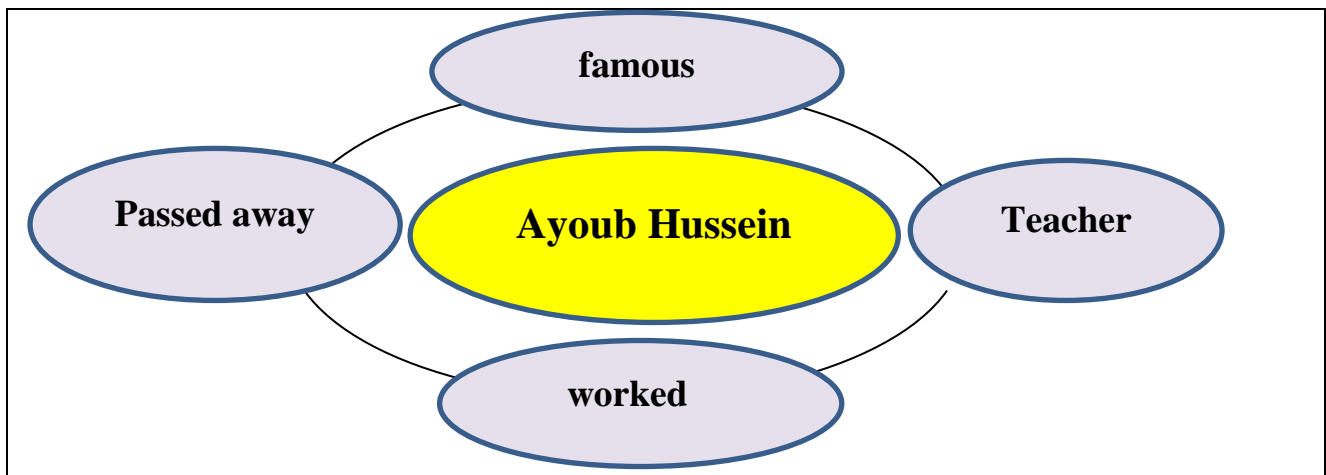 famous
Passed away
Ayoub Hussein
Teacher
worked